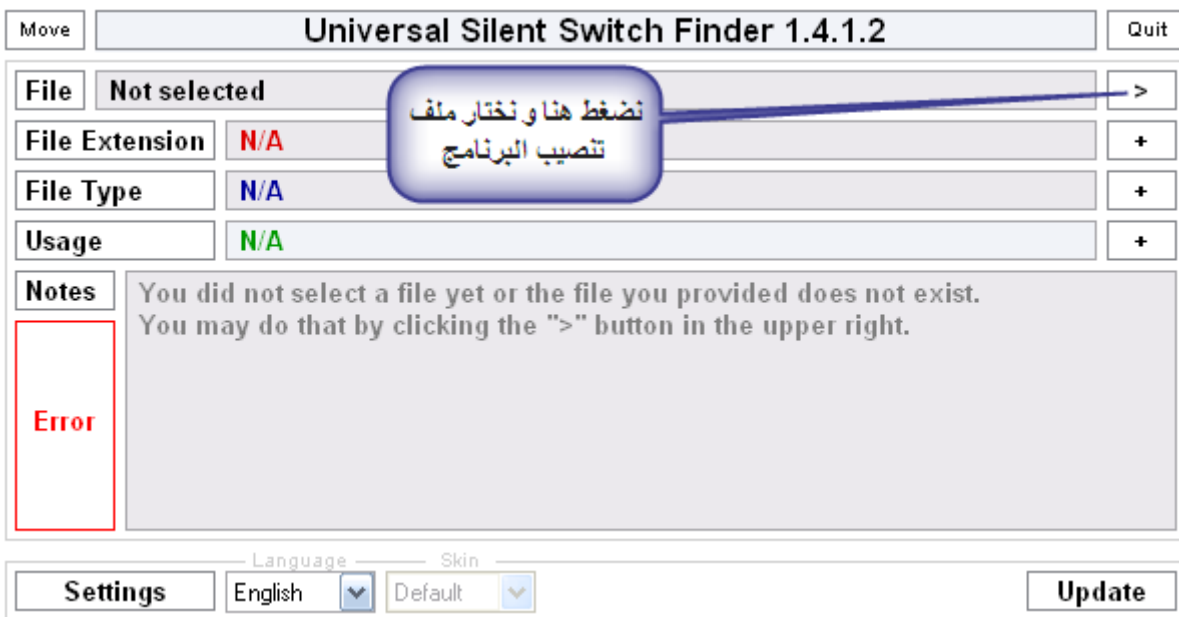 Move
Universal Silent Switch Finder 1.4.1.2
Quit
File
Not selected
>
نضغط هنا و نختار ملف
تنصيب البرنامج
File Extension
N/A
+
File Type
N/A
+
Usage
N/A
+
Notes
You did not select a file yet or the file you provided does not exist.
You may do that by clicking the ">" button in the upper right.
Error
Language
Skin
Settings
English
Default
Update